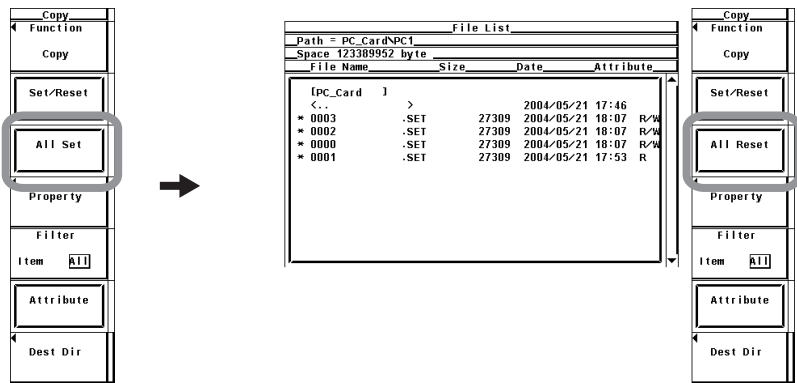 Copy
Function
Copy
Set/Reset
All Set
Property
Filter
Item All
Attribute
Dest Dir
File List
Path = PC_Card\PC1
Space 123389952 byte
File Name Size Date Attribute
[PC_Card ]
<.. > 2004/05/21 17:46
* 0003 .SET 27309 2004/05/21 18:07 R/W
* 0002 .SET 27309 2004/05/21 18:07 R/W
* 0000 .SET 27309 2004/05/21 18:07 R/W
* 0001 .SET 27309 2004/05/21 17:53 R
Copy
Function
Copy
Set/Reset
All Reset
Property
Filter
Item All
Attribute
Dest Dir